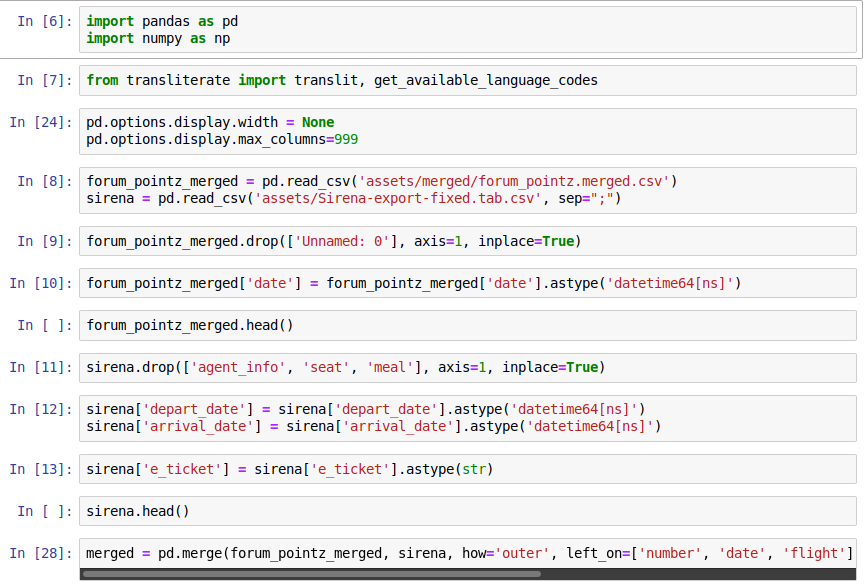 In [6]: import pandas as pd
import numpy as np
In [7]: from transliterate import translit, get_available_language_codes
In [24]: pd.options.display.width = None
pd.options.display.max_columns=999
In [8]: forum_pointz_merged = pd.read_csv('assets/merged/forum_pointz.merged.csv')
sirena = pd.read_csv('assets/Sirena-export-fixed.tab.csv', sep=";")
In [9]: forum_pointz_merged.drop(['Unnamed: 0'], axis=1, inplace=True)
In [10]: forum_pointz_merged['date'] = forum_pointz_merged['date'].astype('datetime64[ns]')
In [ ]: forum_pointz_merged.head()
In [11]: sirena.drop(['agent_info', 'seat', 'meal'], axis=1, inplace=True)
In [12]: sirena['depart_date'] = sirena['depart_date'].astype('datetime64[ns]')
sirena['arrival_date'] = sirena['arrival_date'].astype('datetime64[ns]')
In [13]: sirena['e_ticket'] = sirena['e_ticket'].astype(str)
In [ ]: sirena.head()
In [28]: merged = pd.merge(forum_pointz_merged, sirena, how='outer', left_on=['number', 'date', 'flight']